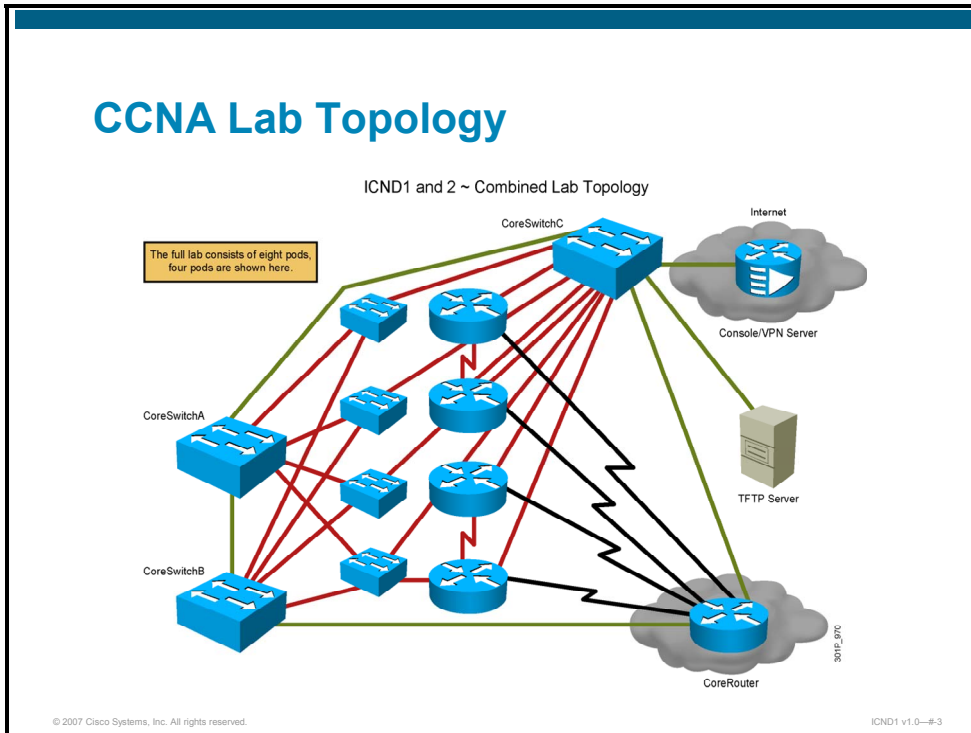 CCNA Lab Topology
ICND1 and 2 ~ Combined Lab Topology
CoreSwitchC
Internet
The full lab consists of eight pods,
four pods are shown here.
Console/VPN Server
CoreSwitchA
TFTP Server
CoreSwitchB
301P_970
CoreRouter
© 2007 Cisco Systems, Inc. All rights reserved.
ICND1 v1.0—#-3